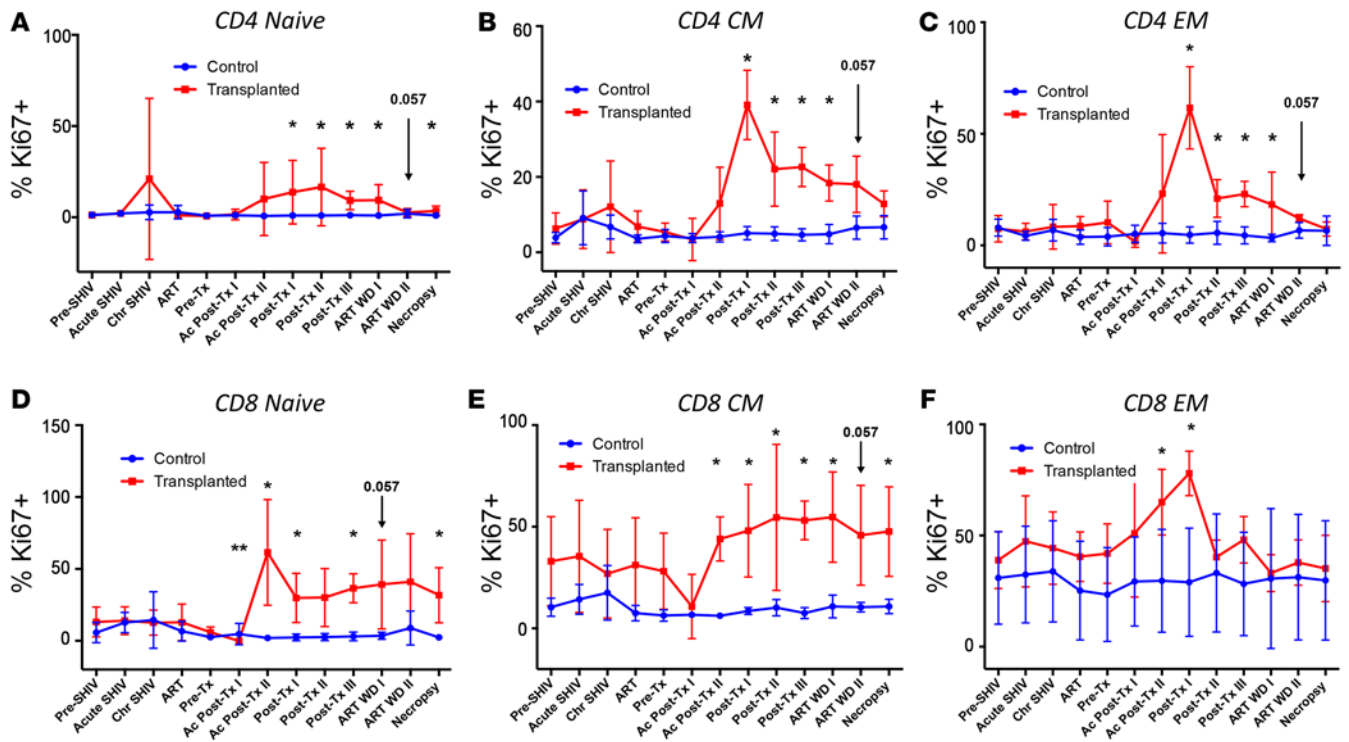 A CD4 Naive
100
50
0
% Ki67+
Control
Transplanted
0.057
* * * * *
Pre-SHIV
Acute SHIV
Chr SHIV
ART
Pre-Tx
Ac Post-Tx I
Ac Post-Tx II
Post-Tx I
Post-Tx II
Post-Tx III
ART WD I
ART WD II
Necropsy
B CD4 CM
60
40
20
0
% Ki67+
Control
Transplanted
0.057
* * * *
Pre-SHIV
Acute SHIV
Chr SHIV
ART
Pre-Tx
Ac Post-Tx I
Ac Post-Tx II
Post-Tx I
Post-Tx II
Post-Tx III
ART WD I
ART WD II
Necropsy
C CD4 EM
100
50
0
% Ki67+
Control
Transplanted
0.057
* * * *
Pre-SHIV
Acute SHIV
Chr SHIV
ART
Pre-Tx
Ac Post-Tx I
Ac Post-Tx II
Post-Tx I
Post-Tx II
Post-Tx III
ART WD I
ART WD II
Necropsy
D CD8 Naive
150
100
50
0
% Ki67+
Control
Transplanted
0.057
** * * * *
Pre-SHIV
Acute SHIV
Chr SHIV
ART
Pre-Tx
Ac Post-Tx I
Ac Post-Tx II
Post-Tx I
Post-Tx II
Post-Tx III
ART WD I
ART WD II
Necropsy
E CD8 CM
100
50
0
% Ki67+
Control
Transplanted
0.057
* * * * * *
Pre-SHIV
Acute SHIV
Chr SHIV
ART
Pre-Tx
Ac Post-Tx I
Ac Post-Tx II
Post-Tx I
Post-Tx II
Post-Tx III
ART WD I
ART WD II
Necropsy
F CD8 EM
100
50
0
% Ki67+
Control
Transplanted
* *
Pre-SHIV
Acute SHIV
Chr SHIV
ART
Pre-Tx
Ac Post-Tx I
Ac Post-Tx II
Post-Tx I
Post-Tx II
Post-Tx III
ART WD I
ART WD II
Necropsy